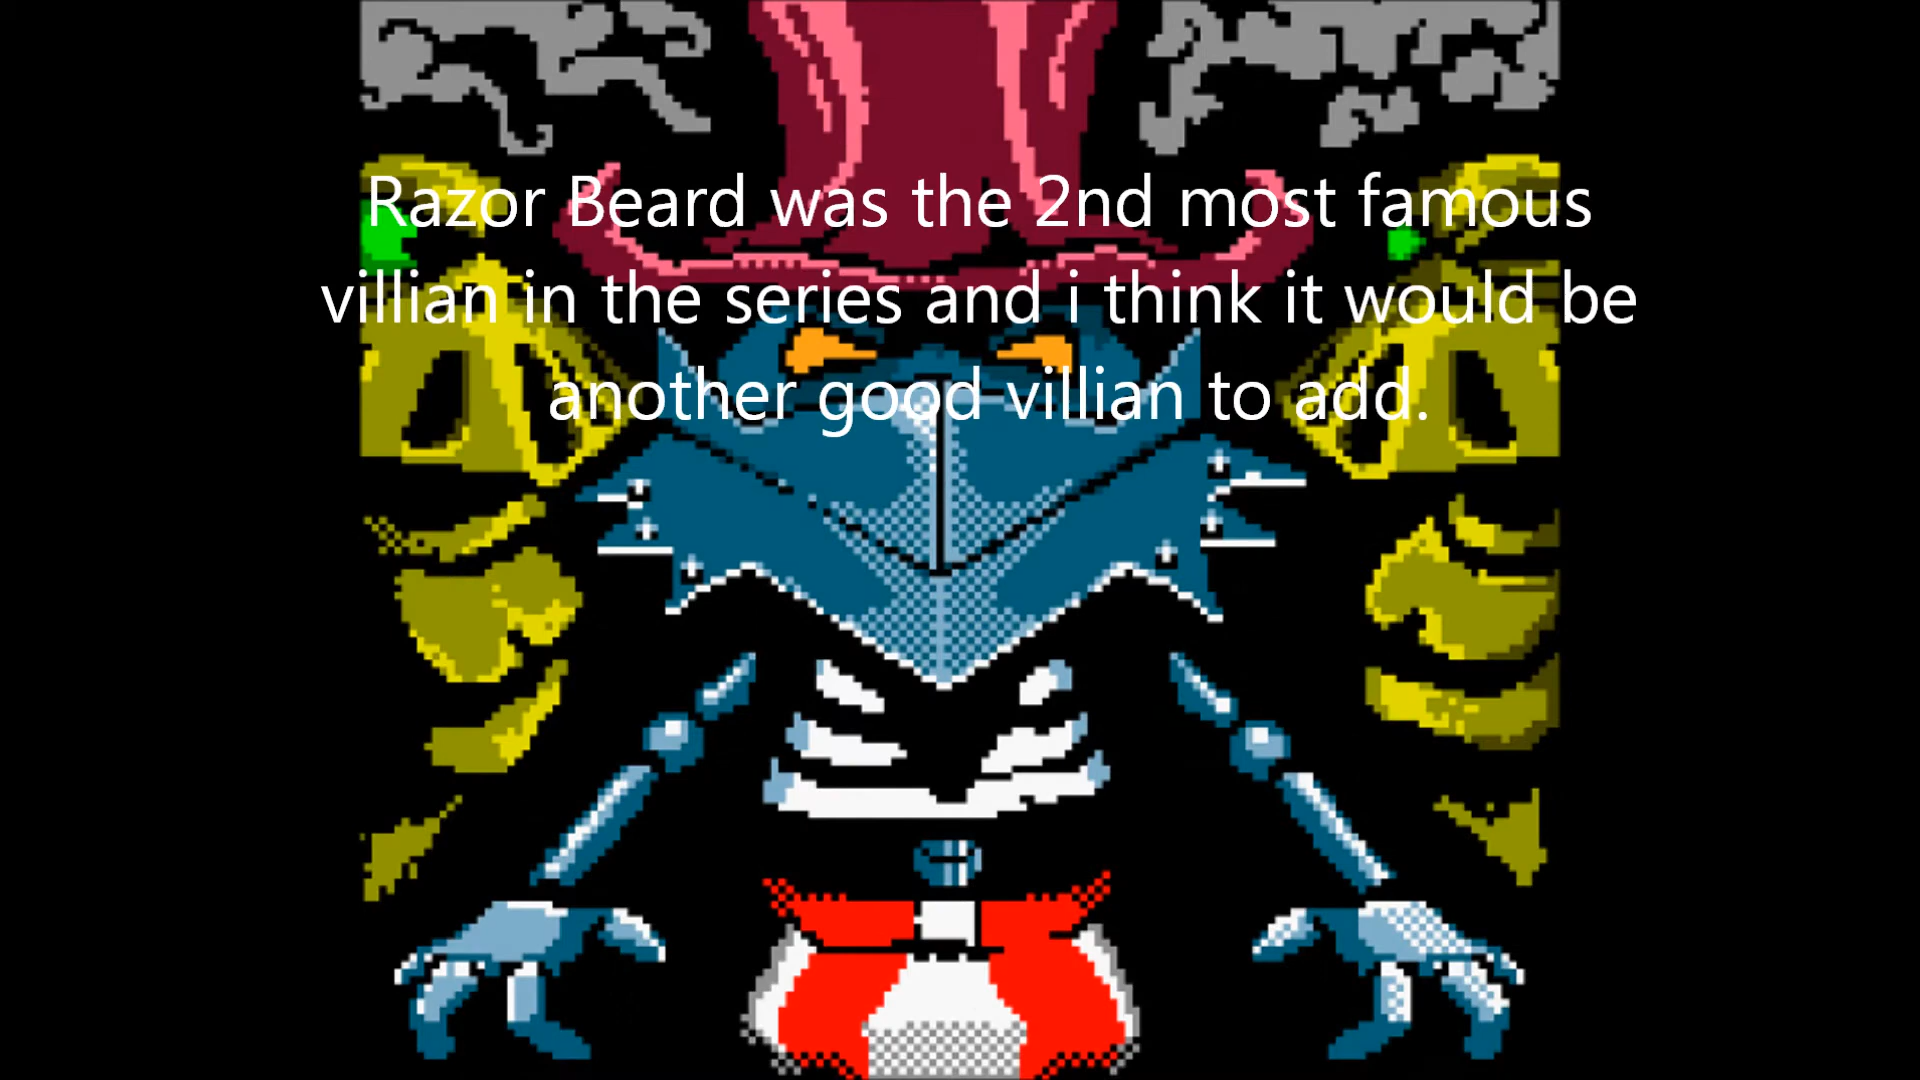 Razor Beard was the 2nd most famous
villian in the series and i think it would be
another good villian to add.